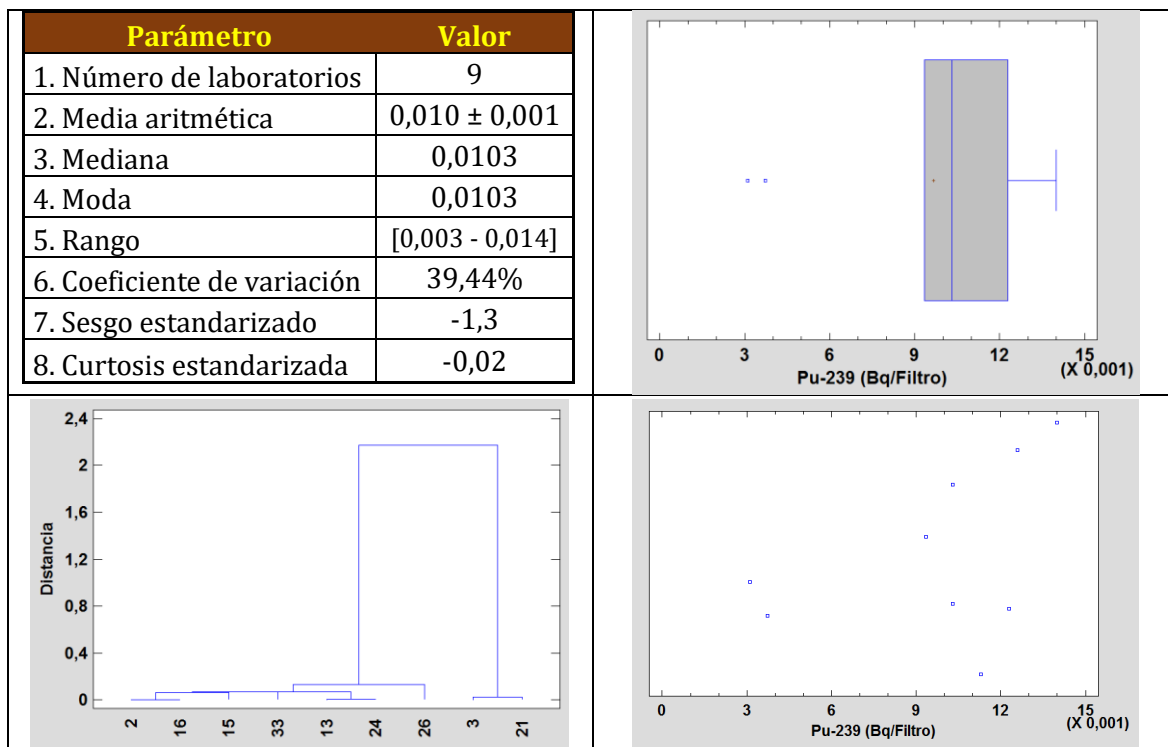 Parámetro Valor
1. Número de laboratorios 9
2. Media aritmética 0,010 ± 0,001
3. Mediana 0,0103
4. Moda 0,0103
5. Rango [0,003 - 0,014]
6. Coeficiente de variación 39,44%
7. Sesgo estandarizado -1,3
8. Curtosis estandarizada -0,02
0 3 6 9 12 15
(X 0,001)
Pu-239 (Bq/Filtro)
2,4
2
1,6
1,2
0,8
0,4
0
Distancia
2 16 15 33 13 24 26 3 21
0 3 6 9 12 15
(X 0,001)
Pu-239 (Bq/Filtro)